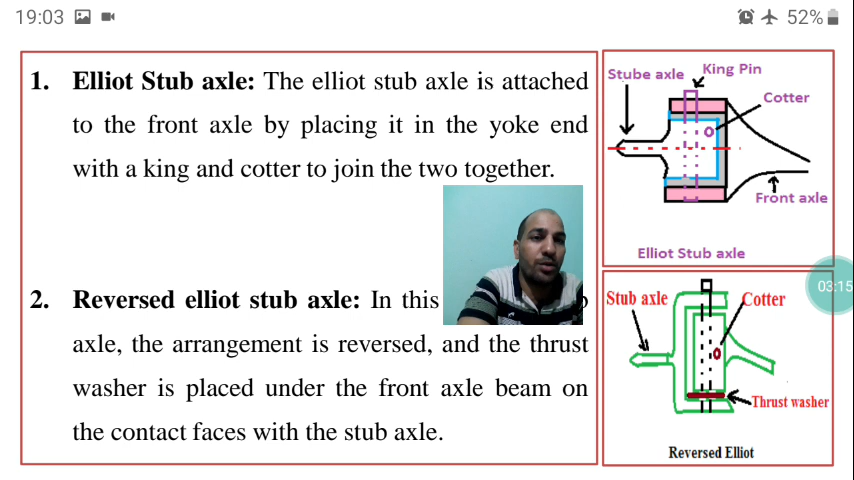 19:03
52%
1. Elliot Stub axle: The elliot stub axle is attached
to the front axle by placing it in the yoke end
with a king and cotter to join the two together.
2. Reversed elliot stub axle: In this
axle, the arrangement is reversed, and the thrust
washer is placed under the front axle beam on
the contact faces with the stub axle.
Stube axle
King Pin
Cotter
Front axle
Elliot Stub axle
03:15
Stub axle
Cotter
Thrust washer
Reversed Elliot